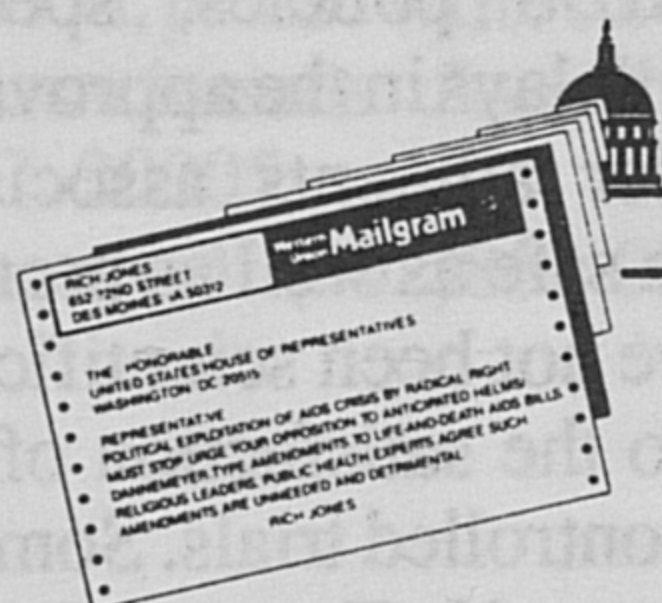 RICH JONES
652 72ND STREET
DES MOINES IA 50312
Western Union Mailgram
THE HONORABLE
UNITED STATES HOUSE OF REPRESENTATIVES
WASHINGTON DC 20515
REPRESENTATIVE
POLITICAL EXPLOITATION OF AIDS CRISIS BY RADICAL RIGHT
MUST STOP URGE YOUR OPPOSITION TO ANTICIPATED HELMS/
DANNEMEYER TYPE AMENDMENTS TO LIFE-AND-DEATH AIDS BILLS.
RELIGIOUS LEADERS, PUBLIC HEALTH EXPERTS AGREE SUCH
AMENDMENTS ARE UNNEEDED AND DETRIMENTAL
RICH JONES